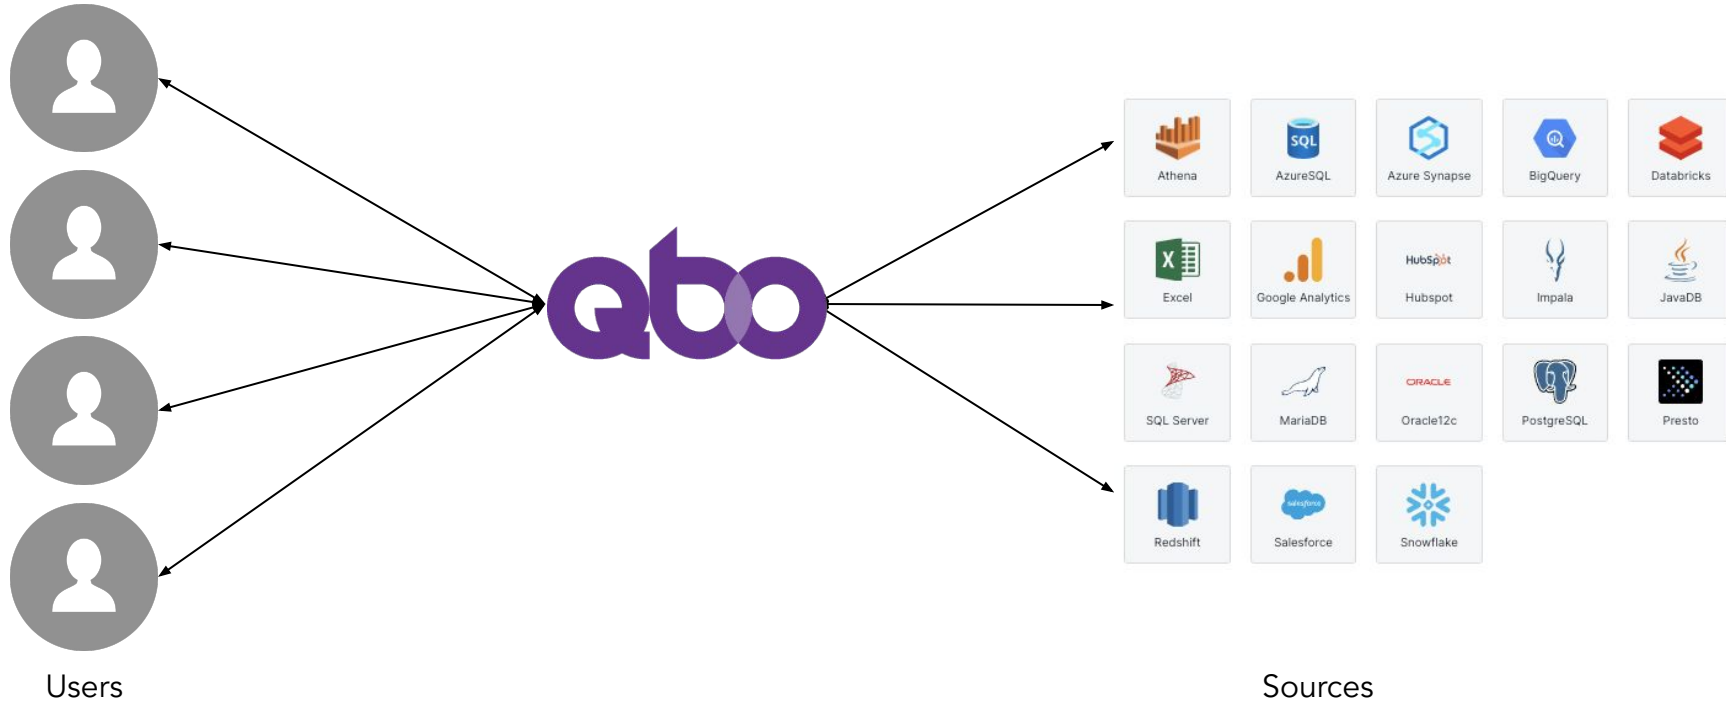 Qbo
Athena
SQL
AzureSQL
Azure Synapse
BigQuery
Databricks
X
Excel
Google Analytics
HubSpot
Hubspot
Impala
JavaDB
SQL Server
MariaDB
ORACLE
Oracle12c
PostgreSQL
Presto
Redshift
salesforce
Salesforce
Snowflake
Users
Sources